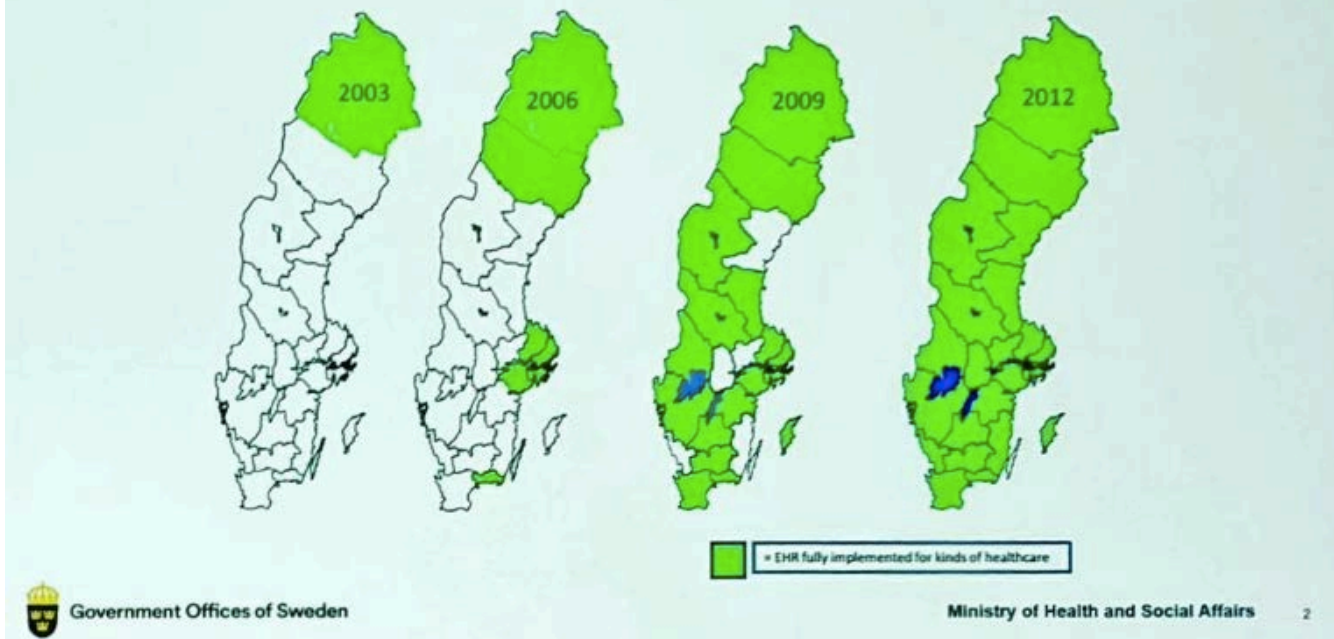 2003
2006
2009
2012
= EHR fully implemented for kinds of healthcare
Government Offices of Sweden
Ministry of Health and Social Affairs 2